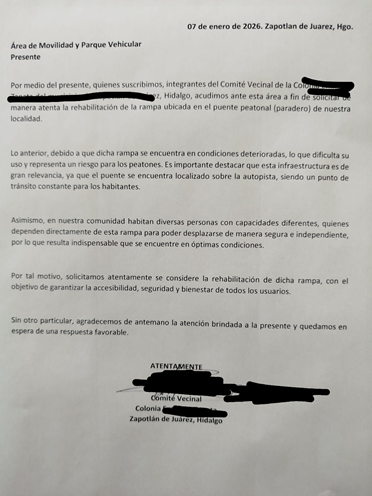 07 de enero de 2026. Zapotlan de Juarez, Hgo.
Área de Movilidad y Parque Vehicular
Presente
Por medio del presente, quienes suscribimos, integrantes del Comité Vecinal de la
, Hidalgo, acudimos ante esta área a fin de solicitar de
manera atenta la rehabilitación de la rampa ubicada en el puente peatonal (paradero) de nuestra
localidad.
Lo anterior, debido a que dicha rampa se encuentra en condiciones deterioradas, lo que dificulta su
uso y representa un riesgo para los peatones. Es importante destacar que esta infraestructura es de
gran relevancia, ya que el puente se encuentra localizado sobre la autopista, siendo un punto de
tránsito constante para los habitantes.
Asimismo, en nuestra comunidad habitan diversas personas con capacidades diferentes, quienes
dependen directamente de esta rampa para poder desplazarse de manera segura e independiente,
por lo que resulta indispensable que se encuentre en óptimas condiciones.
Por tal motivo, solicitamos atentamente se considere la rehabilitación de dicha rampa, con el
objetivo de garantizar la accesibilidad, seguridad y bienestar de todos los usuarios.
Sin otro particular, agradecemos de antemano la atención brindada a la presente y quedamos en
espera de una respuesta favorable.
ATENTAMENTE
Comité Vecinal
Colonia
Zapotlán de Juárez, Hidalgo